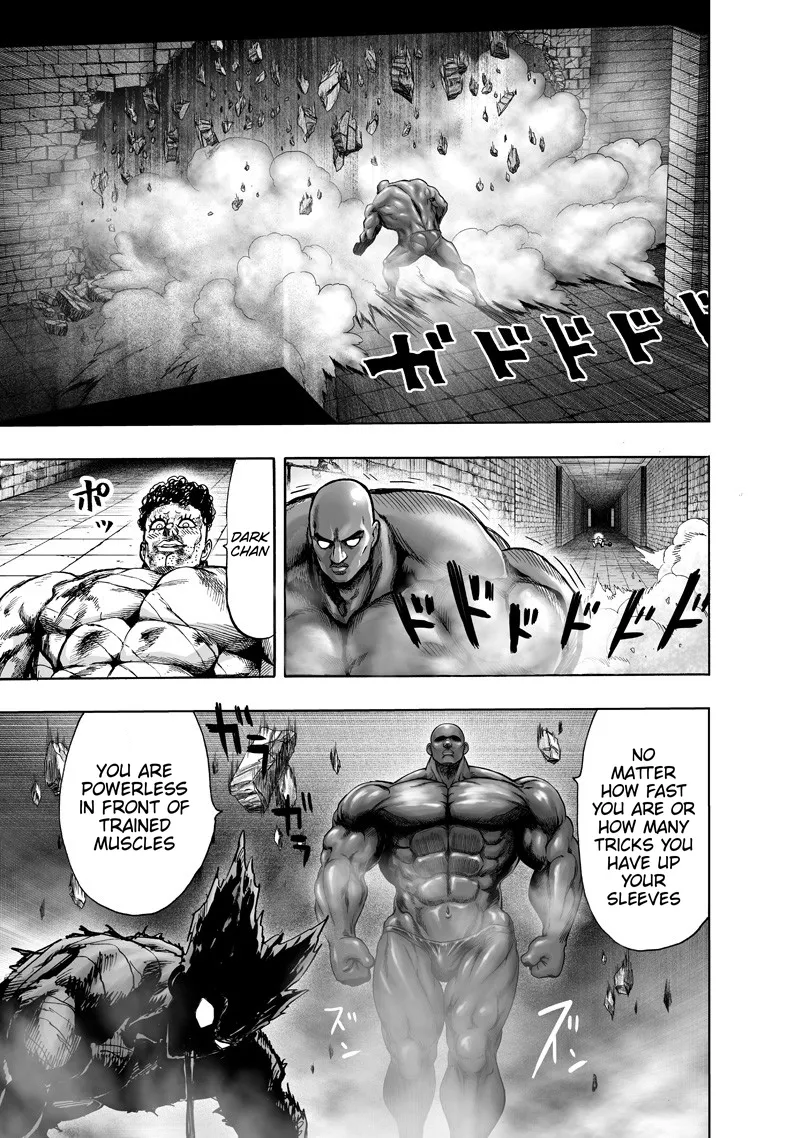 ガドドドド
ドドドドドド
DARK
CHAN
ポッ
NO
MATTER
HOW FAST
YOU ARE OR
HOW MANY
TRICKS YOU
HAVE UP
YOUR
SLEEVES
ガラ
ガラ
YOU ARE
POWERLESS
IN FRONT OF
TRAINED
MUSCLES
ズン
ズン